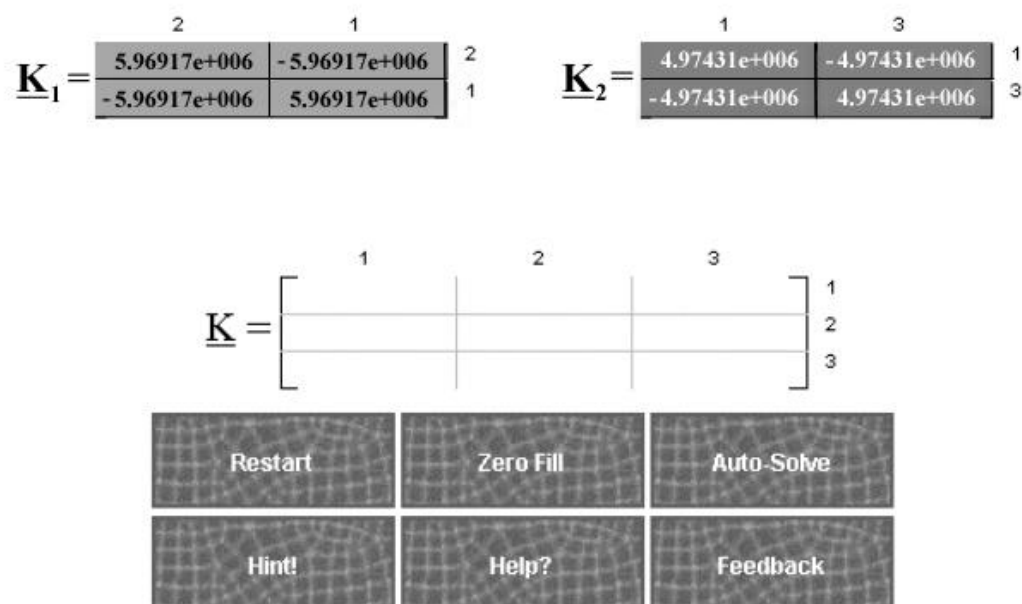 2 1
K1 = 5.96917e+006 -5.96917e+006 2
-5.96917e+006 5.96917e+006 1
1 3
K2 = 4.97431e+006 -4.97431e+006 1
-4.97431e+006 4.97431e+006 3
1 2 3
1
K = 2
3
Restart Zero Fill Auto-Solve
Hint! Help? Feedback